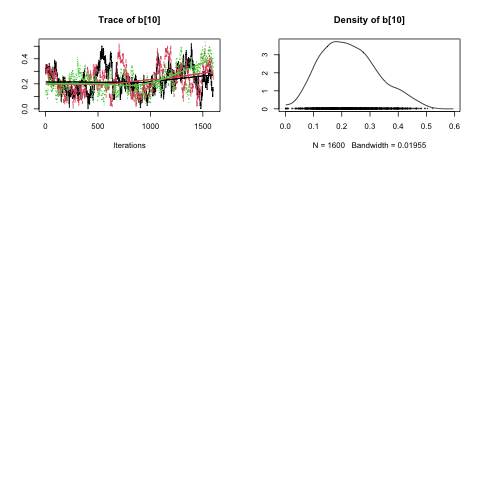 Trace of b[10]
0.0 0.2 0.4
0 500 1000 1500
Iterations
Density of b[10]
0 1 2 3
0.0 0.1 0.2 0.3 0.4 0.5 0.6
N = 1600 Bandwidth = 0.01955